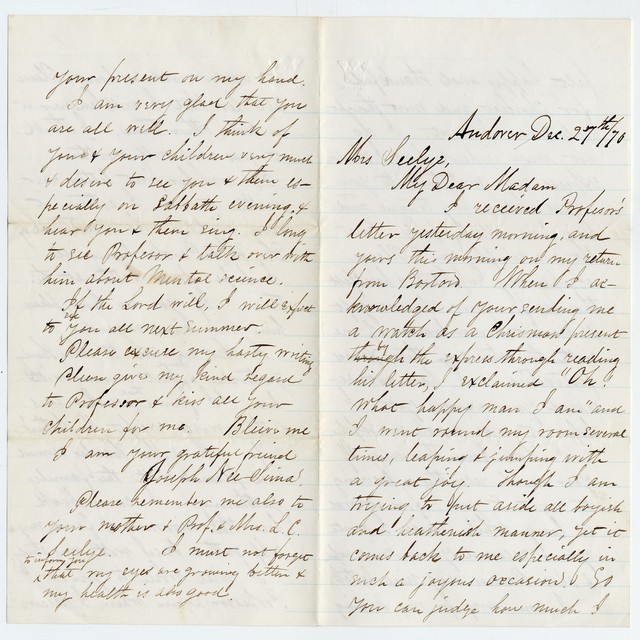 Andover Dec. 27th/70
Mrs Seelye,
My Dear Madam
I received Profesor's
letter yesterday morning, and
yours this morning on my return
from Boston. When I ac-
knowledged of your sending me
a watch as a Chrismas present
through the express through reading
his letter, I exclaimed "Oh,
What happy man I am" and
I went round my room several
times, leaping & jumping with
a great joy. Though I am
trying to put aside all boyish
and heathenish manner, yet it
comes back to me especially in
such a joyous occasion. So
you can judge how much I
your present on my hand.
I am very glad that you
are all well. I think of
you & your children very much
& desire to see you & them es-
pecially on Sabbath evening, &
hear you & them sing. I long
to see Professor & talk over with
him about Mental science.
If the Lord will, I will expect
to see you all next summer.
Please excuse my hasty writing
Please give my kind regard
to Professor & kiss all your
children for me. Bleive me
I am your grateful friend
Joseph Nee Sima.
Please remember me also to
your mother & Prof. & Mrs. L. C.
Seelye. I must not forget
to inform you that my eyes are growing better &
my health is also good.